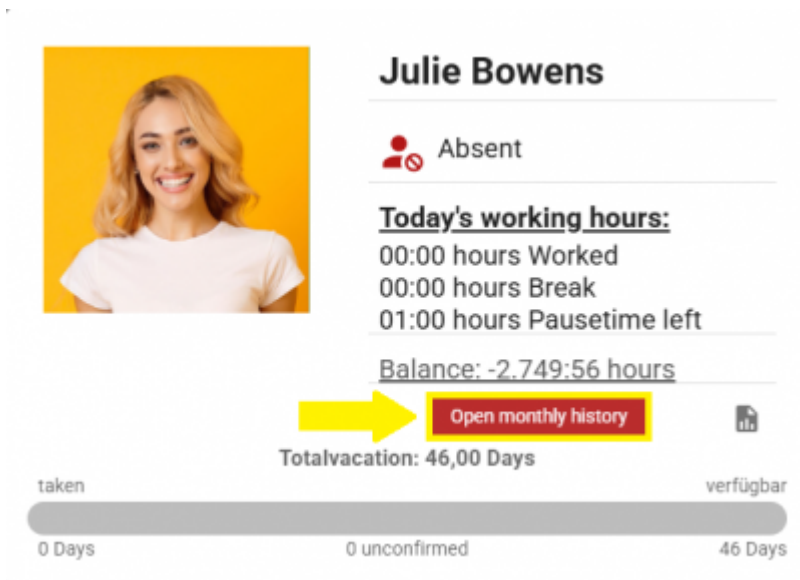 Julie Bowens
Absent
Today's working hours:
00:00 hours Worked
00:00 hours Break
01:00 hours Pausetime left
Balance: -2.749:56 hours
Open monthly history
Totalvacation: 46,00 Days
taken verfügbar
0 Days 0 unconfirmed 46 Days